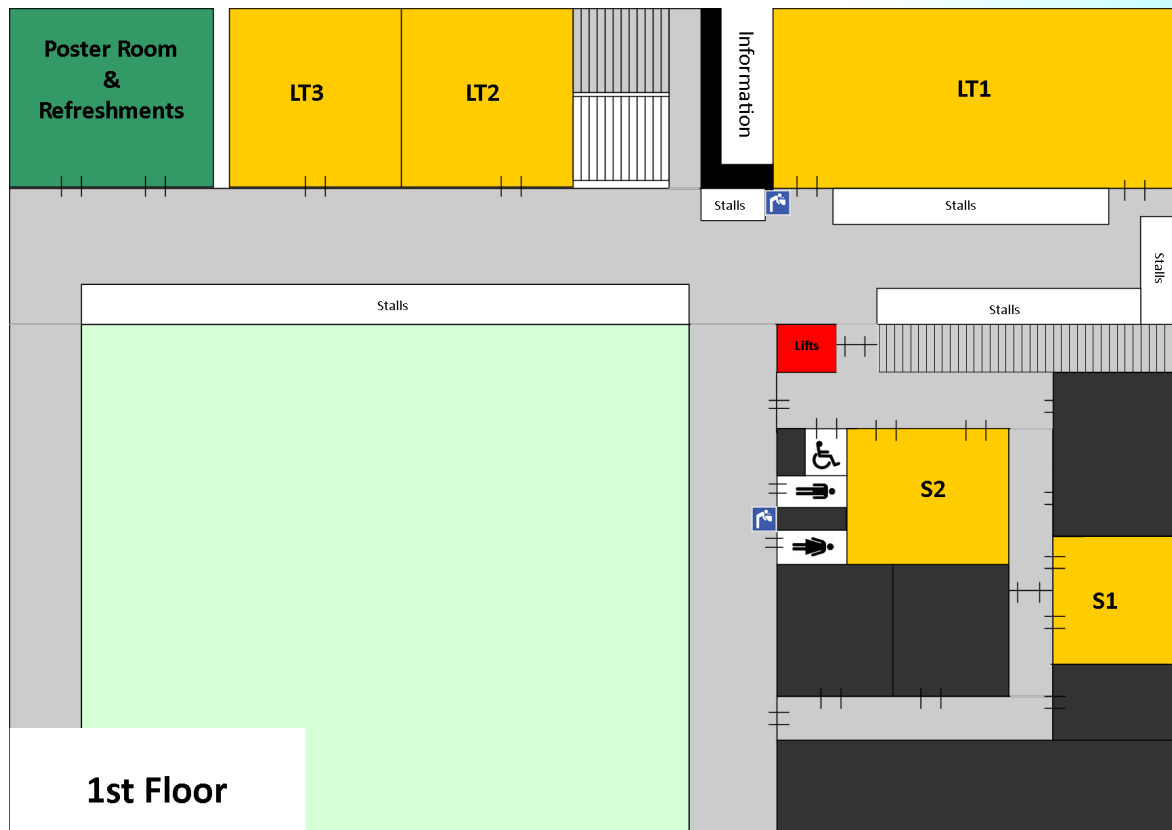 Poster Room
&
Refreshments
LT3
LT2
Information
LT1
Stalls
Stalls
Stalls
Stalls
Stalls
Lifts
S2
S1
1st Floor